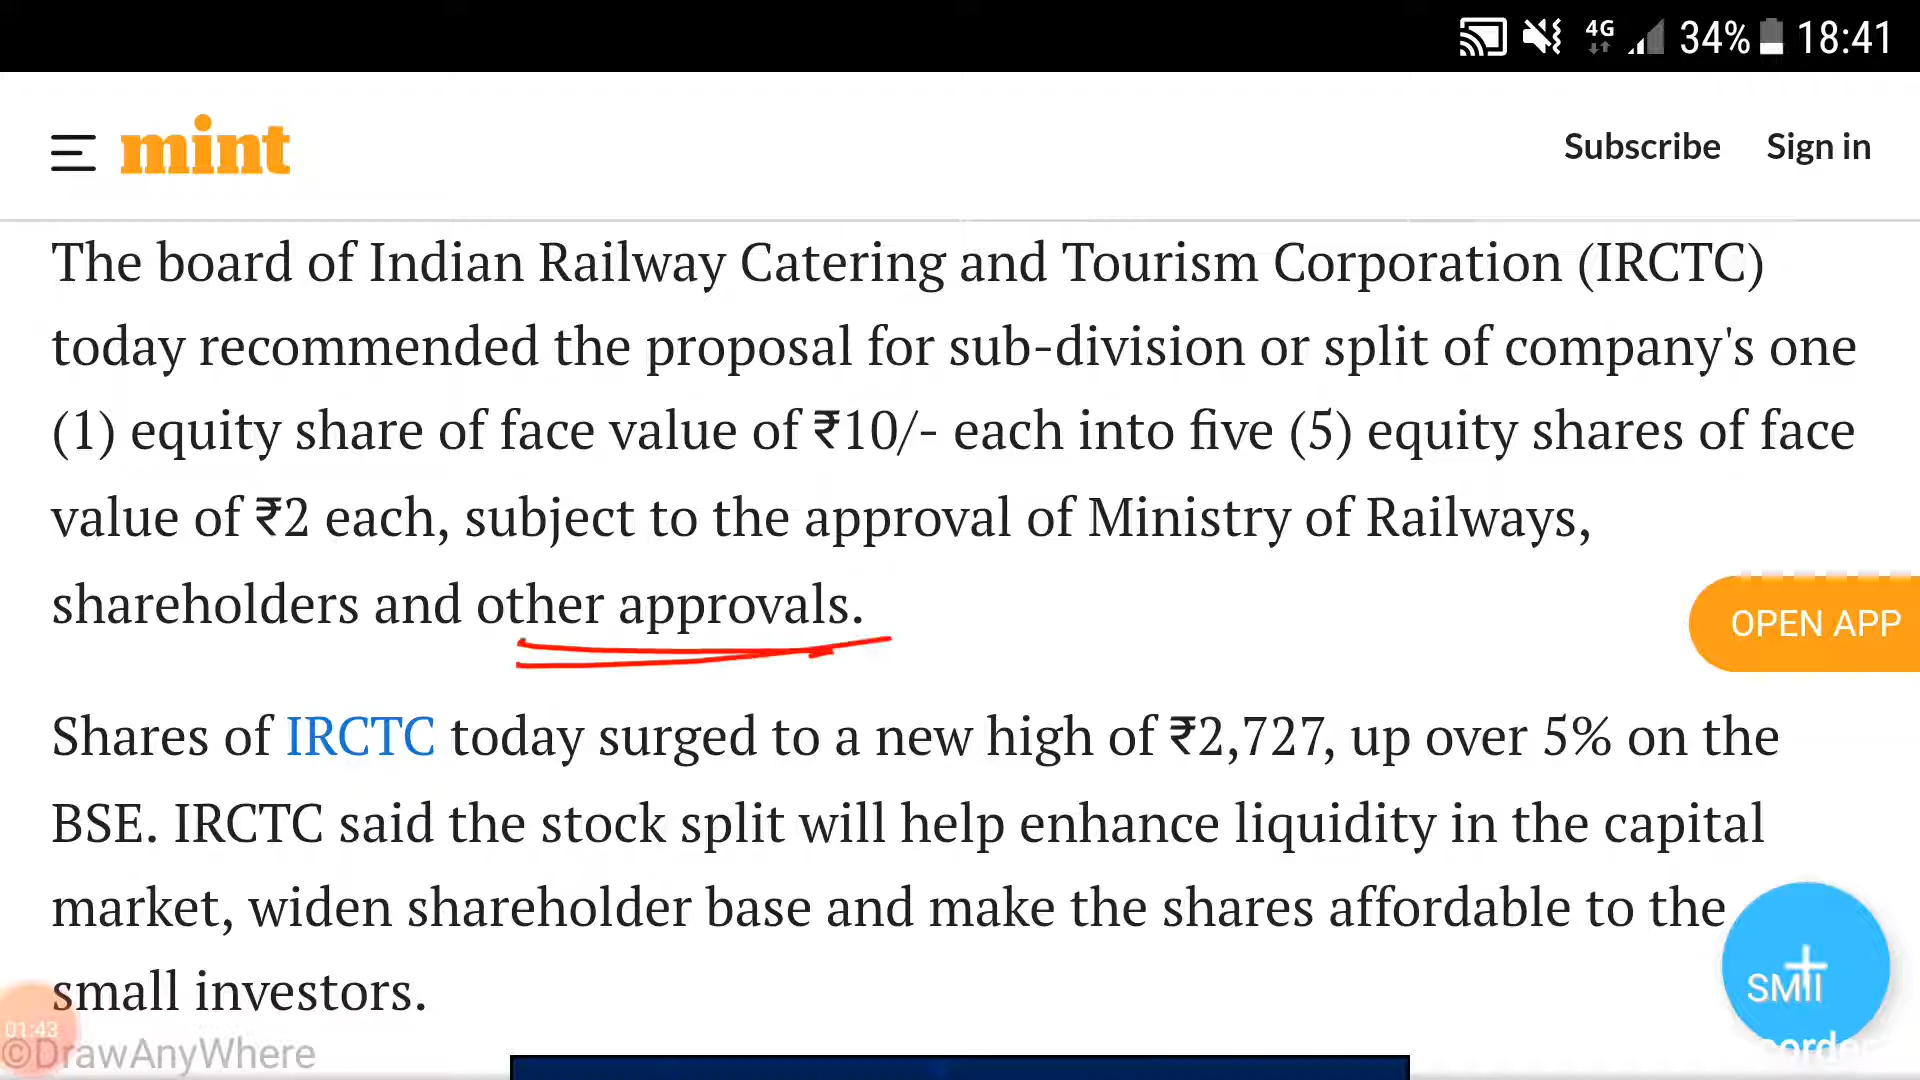 4G 34% 18:41
mint Subscribe Sign in
The board of Indian Railway Catering and Tourism Corporation (IRCTC)
today recommended the proposal for sub-division or split of company's one
(1) equity share of face value of ₹10/- each into five (5) equity shares of face
value of ₹2 each, subject to the approval of Ministry of Railways,
shareholders and other approvals.
OPEN APP
Shares of IRCTC today surged to a new high of ₹2,727, up over 5% on the
BSE. IRCTC said the stock split will help enhance liquidity in the capital
market, widen shareholder base and make the shares affordable to the
small investors.
01:43
©DrawAnyWhere